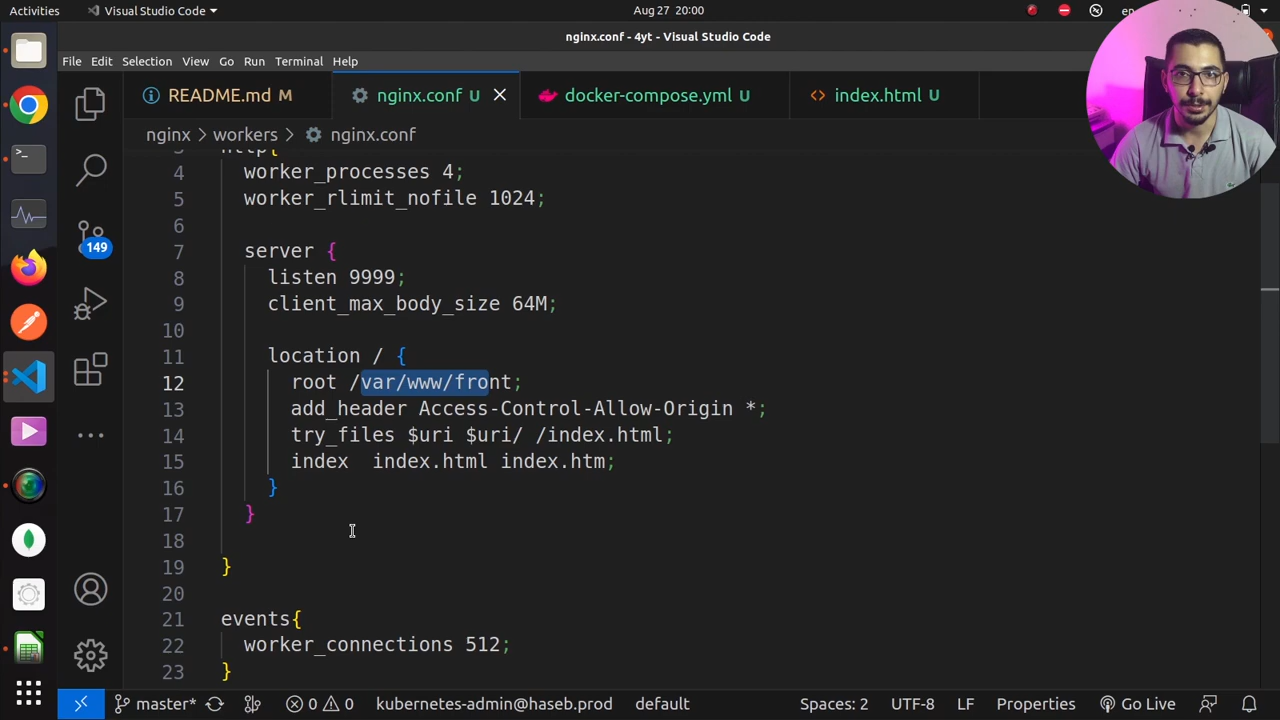 Activities
Visual Studio Code
Aug 27 20:00
en
nginx.conf - 4yt - Visual Studio Code
File Edit Selection View Go Run Terminal Help
README.md M
nginx.conf U
docker-compose.yml U
index.html U
nginx > workers > nginx.conf
4 worker_processes 4;
5 worker_rlimit_nofile 1024;
6
7 server {
8 listen 9999;
9 client_max_body_size 64M;
10
11 location / {
12 root /var/www/front;
13 add_header Access-Control-Allow-Origin *;
14 try_files $uri $uri/ /index.html;
15 index  index.html index.htm;
16 }
17 }
18
19 }
20
21 events{
22 worker_connections 512;
23 }
149
master* 0 0 kubernetes-admin@haseb.prod default Spaces: 2 UTF-8 LF Properties Go Live